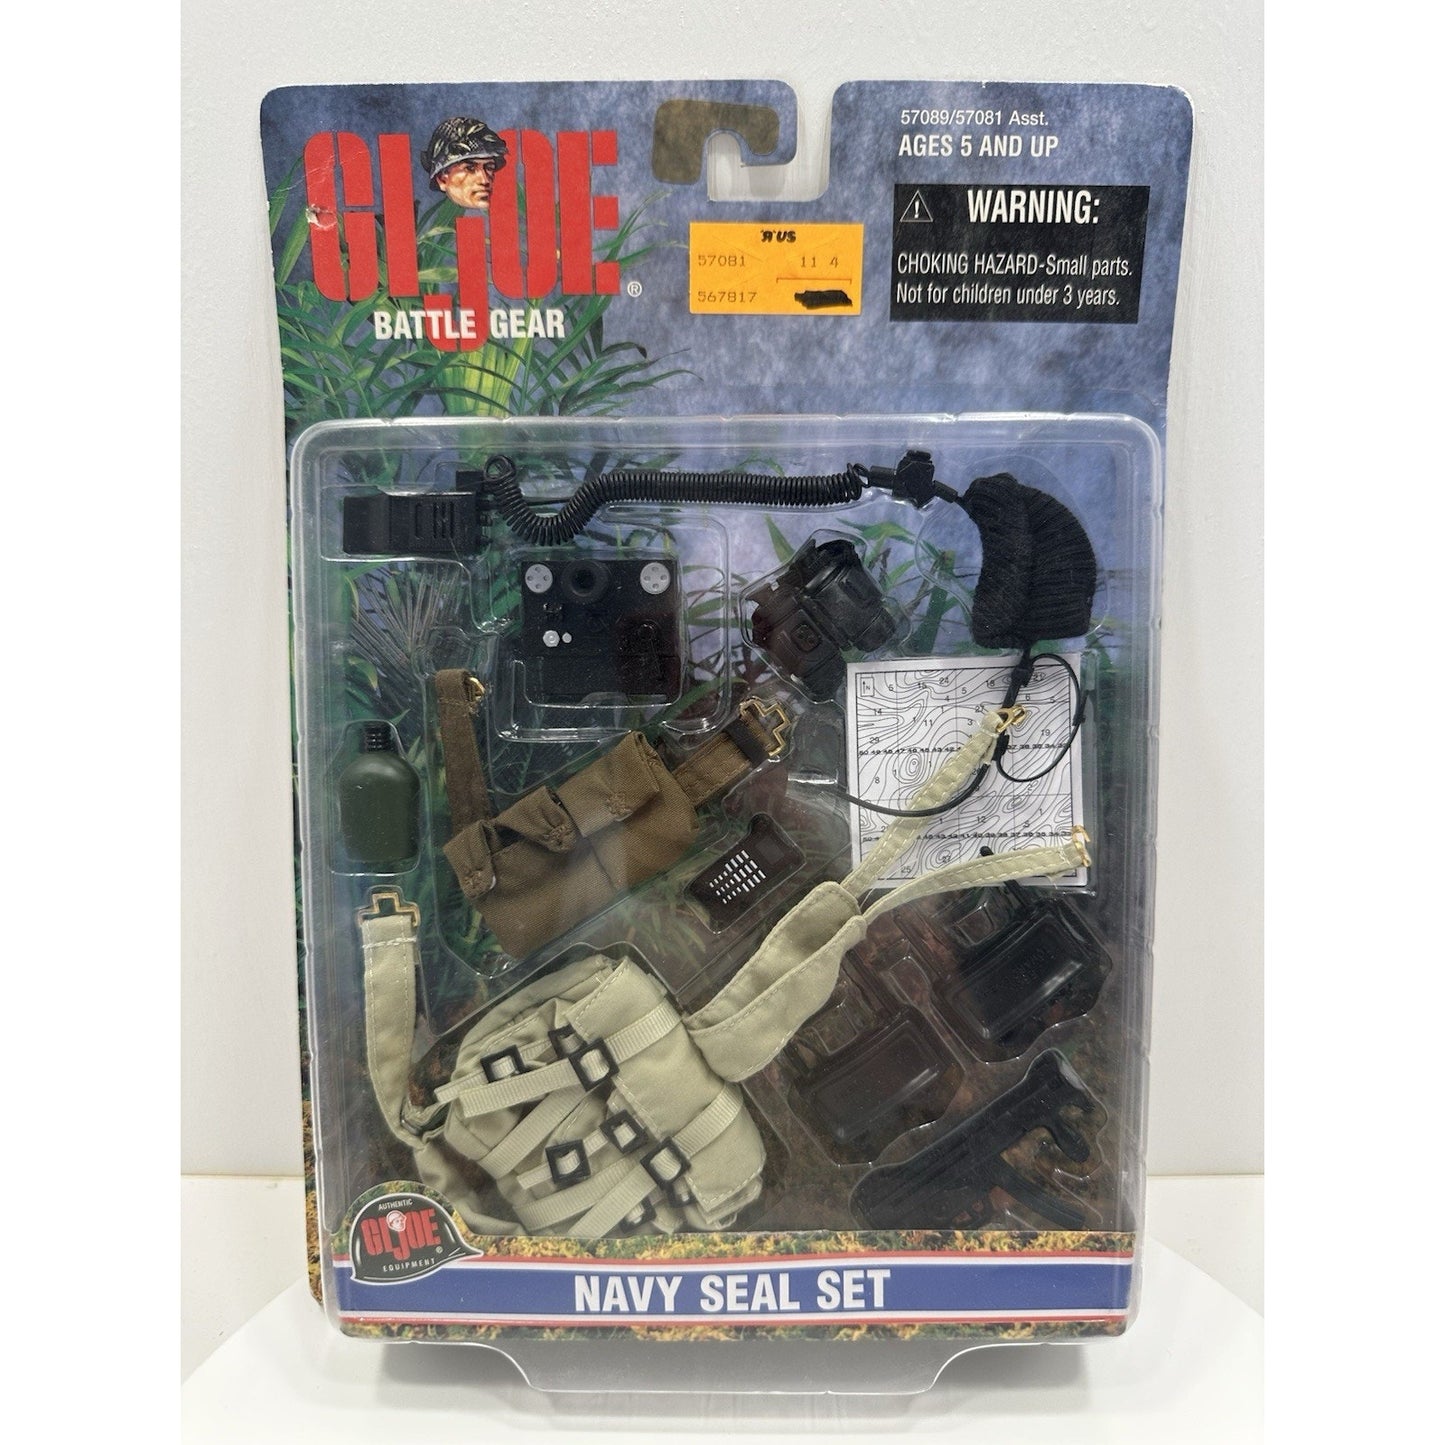 GI JOE ®
BATTLE GEAR
57089/57081 Asst.
AGES 5 AND UP
WARNING:
CHOKING HAZARD-Small parts.
Not for children under 3 years.
"R" US
57081 11 4
567817
AUTHENTIC
GI JOE ®
EQUIPMENT
NAVY SEAL SET